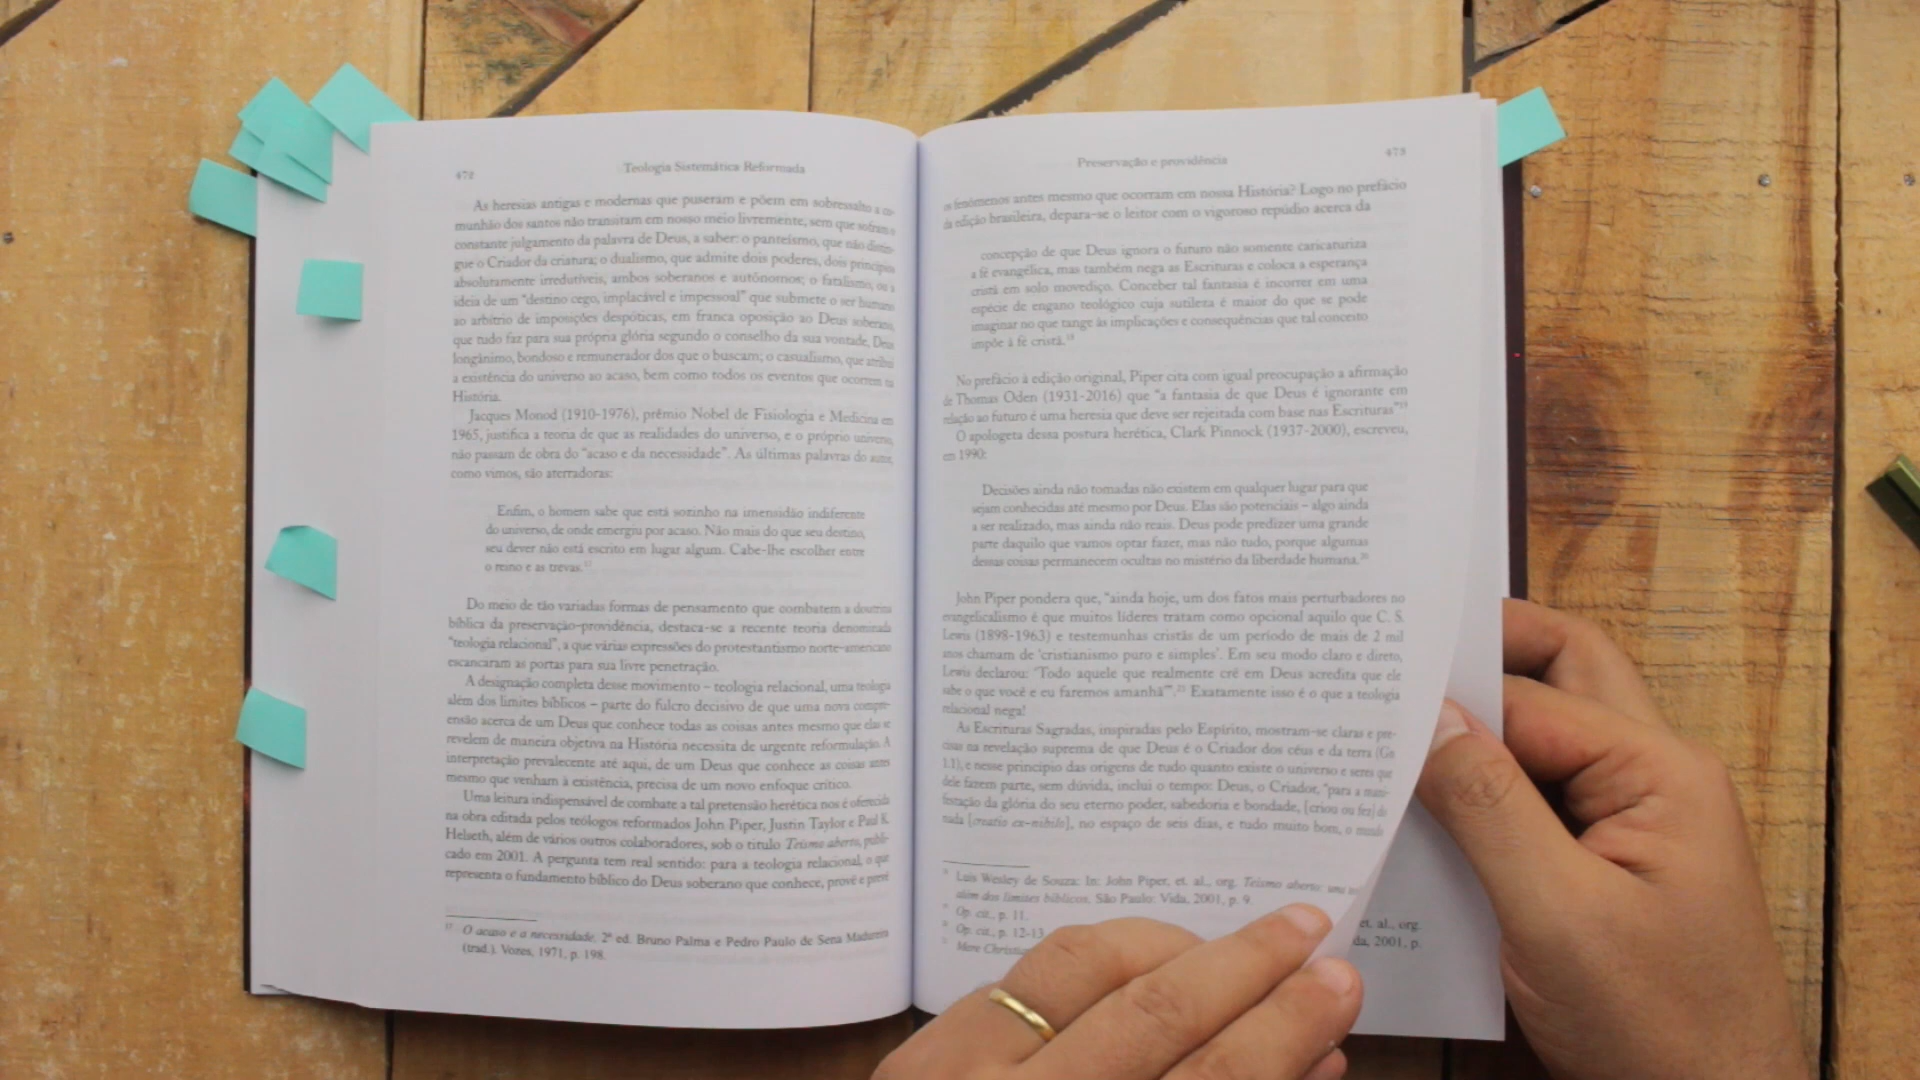 472
Teologia Sistemática Reformada
As heresias antigas e modernas que puseram e põem em sobressalto a co-
munhão dos santos não transitam em nosso meio livremente, sem que sofram o
constante julgamento da palavra de Deus, a saber: o panteísmo, que não distin-
gue o Criador da criatura; o dualismo, que admite dois poderes, dois princípios
absolutamente irredutíveis, ambos soberanos e autônomos; o fatalismo, ou a
ideia de um "destino cego, implacável e impessoal" que submete o ser humano
ao arbítrio de imposições despóticas, em franca oposição ao Deus soberano,
que tudo faz para sua própria glória segundo o conselho da sua vontade, Deus
longânimo, bondoso e remunerador dos que o buscam; o casualismo, que atribui
a existência do universo ao acaso, bem como todos os eventos que ocorrem na
História.
Jacques Monod (1910-1976), prêmio Nobel de Fisiologia e Medicina em
1965, justifica a teoria de que as realidades do universo, e o próprio universo,
não passam de obra do "acaso e da necessidade". As últimas palavras do autor,
como vimos, são aterradoras:
Enfim, o homem sabe que está sozinho na imensidão indiferente
do universo, de onde emergiu por acaso. Não mais do que seu destino,
seu dever não está escrito em lugar algum. Cabe-lhe escolher entre
o reino e as trevas.17
Do meio de tão variadas formas de pensamento que combatem a doutrina
bíblica da preservação-providência, destaca-se a recente teoria denominada
"teologia relacional", a que várias expressões do protestantismo norte-americano
escancaram as portas para sua livre penetração.
A designação completa desse movimento – teologia relacional, uma teologia
além dos limites bíblicos – parte do fulcro decisivo de que uma nova compre-
ensão acerca de um Deus que conhece todas as coisas antes mesmo que elas se
revelem de maneira objetiva na História necessita de urgente reformulação. A
interpretação prevalecente até aqui, de um Deus que conhece as coisas antes
mesmo que venham à existência, precisa de um novo enfoque crítico.
Uma leitura indispensável de combate a tal pretensão herética nos é oferecida
na obra editada pelos teólogos reformados John Piper, Justin Taylor e Paul K.
Helseth, além de vários outros colaboradores, sob o título Teísmo aberto, publi-
cado em 2001. A pergunta tem real sentido: para a teologia relacional, o que
representa o fundamento bíblico do Deus soberano que conhece, provê e prevê
17 O acaso e a necessidade. 2ª ed. Bruno Palma e Pedro Paulo de Sena Madureira
(trad.). Vozes, 1971, p. 198.
Preservação e providência
473
os fenômenos antes mesmo que ocorram em nossa História? Logo no prefácio
da edição brasileira, depara-se o leitor com o vigoroso repúdio acerca da
concepção de que Deus ignora o futuro não somente caricaturiza
a fé evangélica, mas também nega as Escrituras e coloca a esperança
cristã em solo movediço. Conceber tal fantasia é incorrer em uma
espécie de engano teológico cuja sutileza é maior do que se pode
imaginar no que tange às implicações e consequências que tal conceito
impõe à fé cristã.18
No prefácio à edição original, Piper cita com igual preocupação a afirmação
de Thomas Oden (1931-2016) que "a fantasia de que Deus é ignorante em
relação ao futuro é uma heresia que deve ser rejeitada com base nas Escrituras"19
O apologeta dessa postura herética, Clark Pinnock (1937-2000), escreveu,
em 1990:
Decisões ainda não tomadas não existem em qualquer lugar para que
sejam conhecidas até mesmo por Deus. Elas são potenciais – algo ainda
a ser realizado, mas ainda não reais. Deus pode predizer uma grande
parte daquilo que vamos optar fazer, mas não tudo, porque algumas
dessas coisas permanecem ocultas no mistério da liberdade humana.20
John Piper pondera que, "ainda hoje, um dos fatos mais perturbadores no
evangelicalismo é que muitos líderes tratam como opcional aquilo que C. S.
Lewis (1898-1963) e testemunhas cristãs de um período de mais de 2 mil
anos chamam de 'cristianismo puro e simples'. Em seu modo claro e direto,
Lewis declarou: 'Todo aquele que realmente crê em Deus acredita que ele
sabe o que você e eu faremos amanhã'".21 Exatamente isso é o que a teologia
relacional nega!
As Escrituras Sagradas, inspiradas pelo Espírito, mostram-se claras e pre-
cisas na revelação suprema de que Deus é o Criador dos céus e da terra (Gn
1.1), e nesse princípio das origens de tudo quanto existe o universo e seres que
dele fazem parte, sem dúvida, inclui o tempo: Deus, o Criador, "para a mani-
festação da glória do seu eterno poder, sabedoria e bondade, [criou ou fez] do
nada [creatio ex-nihilo], no espaço de seis dias, e tudo muito bom, o mundo
18 Luis Wesley de Souza: In: John Piper, et. al., org. Teísmo aberto: uma
além dos limites bíblicos. São Paulo: Vida, 2001, p. 9.
19 Op. cit., p. 11.
20 Op. cit., p. 12-13
21 Mere Christian
et. al., org.
da, 2001, p.